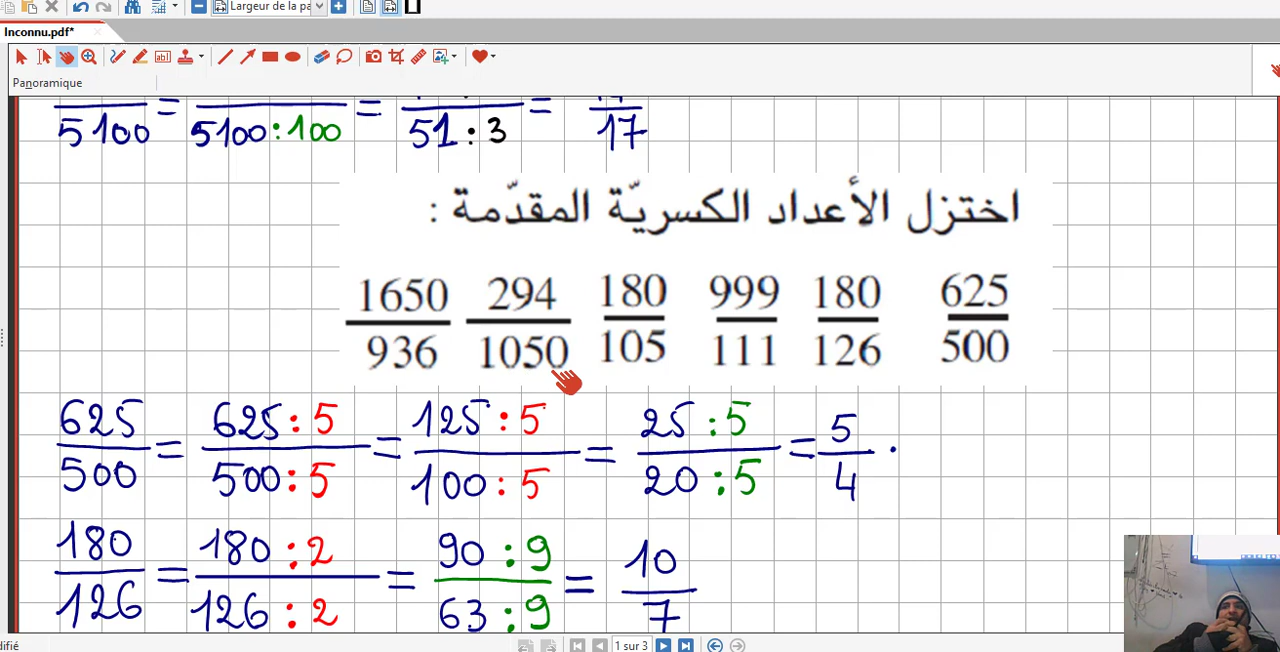 Largeur de la pa
Inconnu.pdf*
Panoramique
5100 = 5100:100 = 51:3 = 17
اختزل الأعداد الكسريّة المقدّمة :
1650 294 180 999 180 625
936 1050 105 111 126 500
625 = 625:5 = 125:5 = 25:5 = 5 .
500 500:5 100:5 20:5 4
180 = 180:2 = 90:9 = 10
126 126:2 63:9 7
difié
1 sur 3